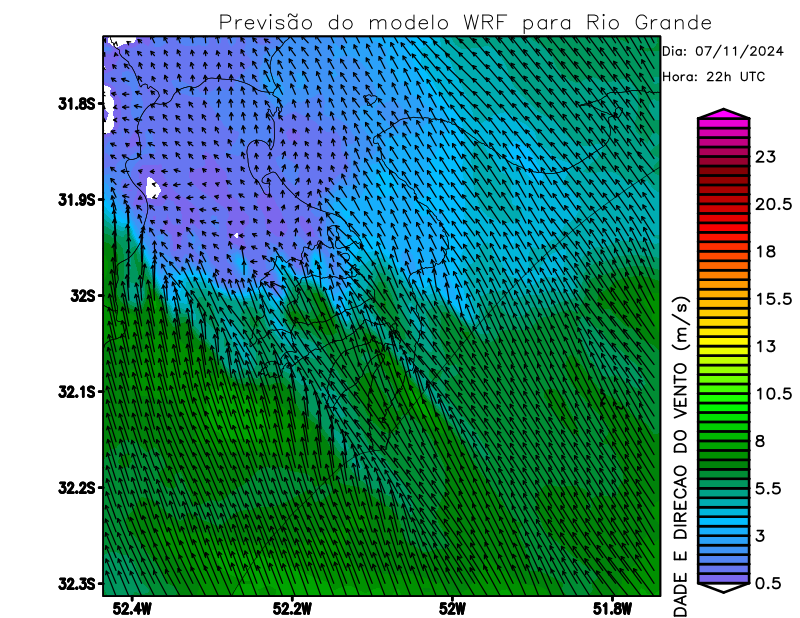 Previsão do modelo WRF para Rio Grande
Dia: 07/11/2024
Hora: 22h UTC
31.8S
31.9S
32S
32.1S
32.2S
32.3S
52.4W
52.2W
52W
51.8W
23
20.5
18
15.5
13
10.5
8
5.5
3
0.5
DADE E DIRECAO DO VENTO (m/s)